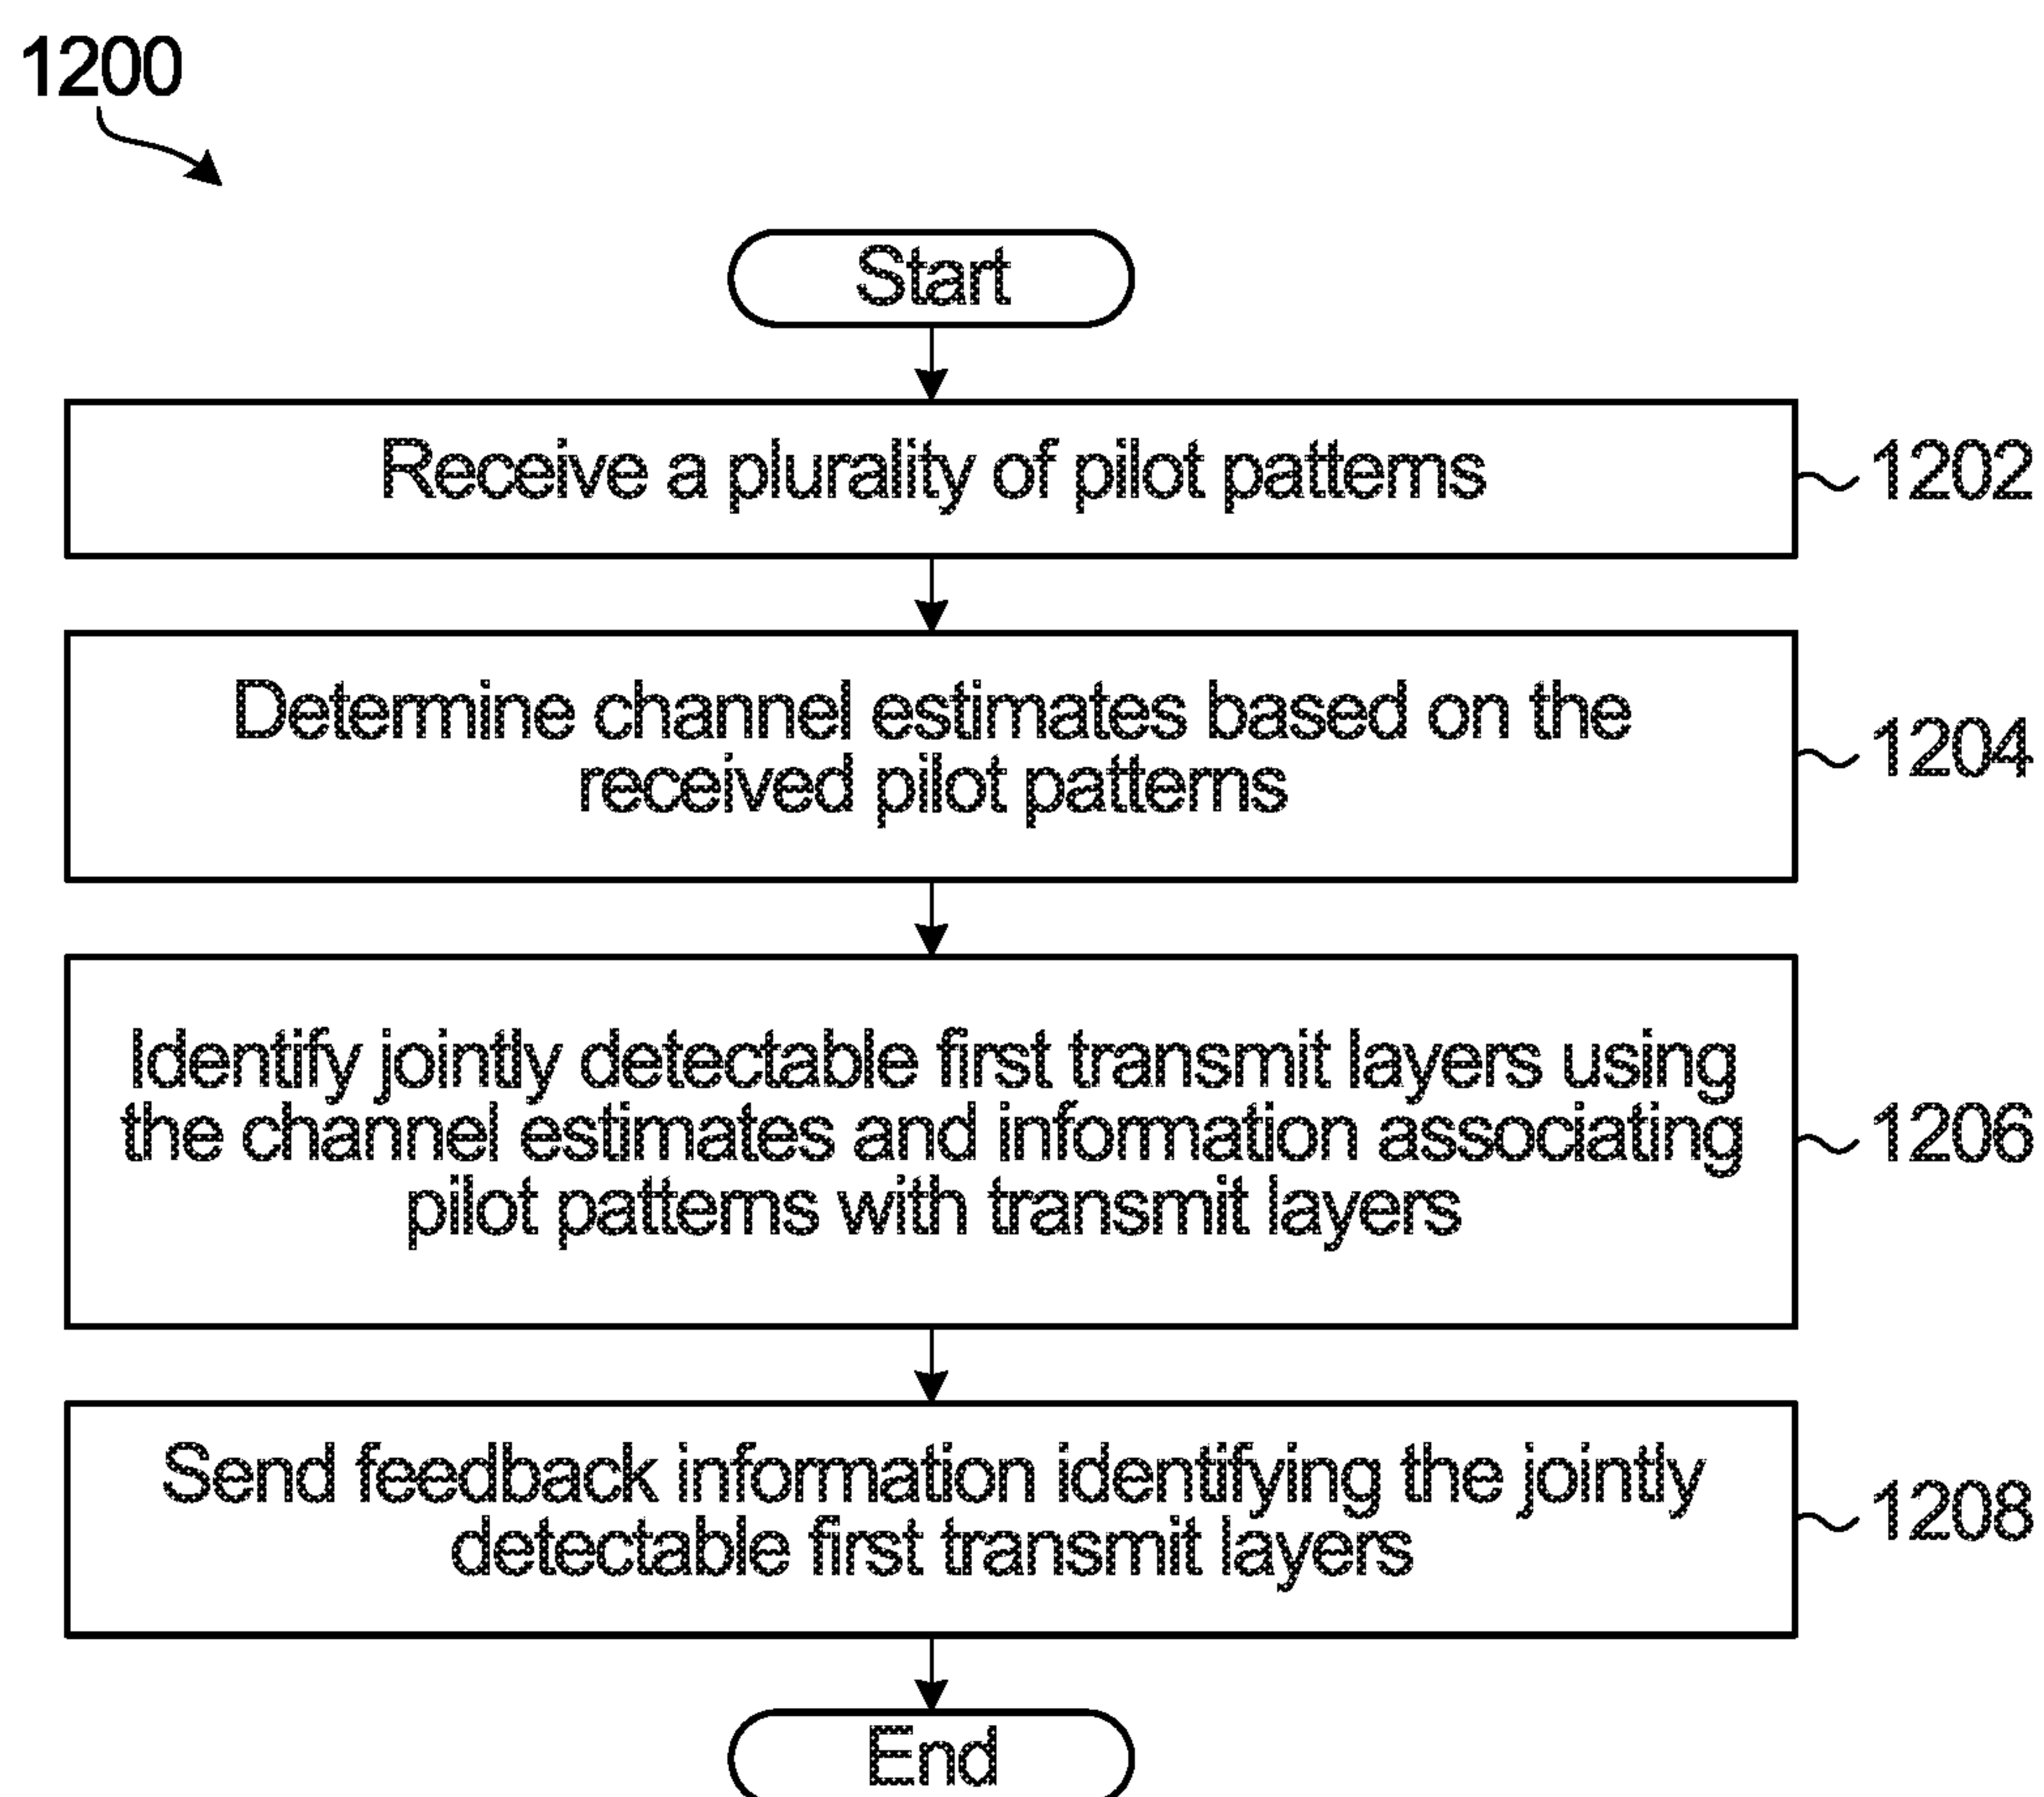 1200
Start
Receive a plurality of pilot patterns
1202
Determine channel estimates based on the
received pilot patterns
1204
Identify jointly detectable first transmit layers using
the channel estimates and information associating
pilot patterns with transmit layers
1206
Send feedback information identifying the jointly
detectable first transmit layers
1208
End